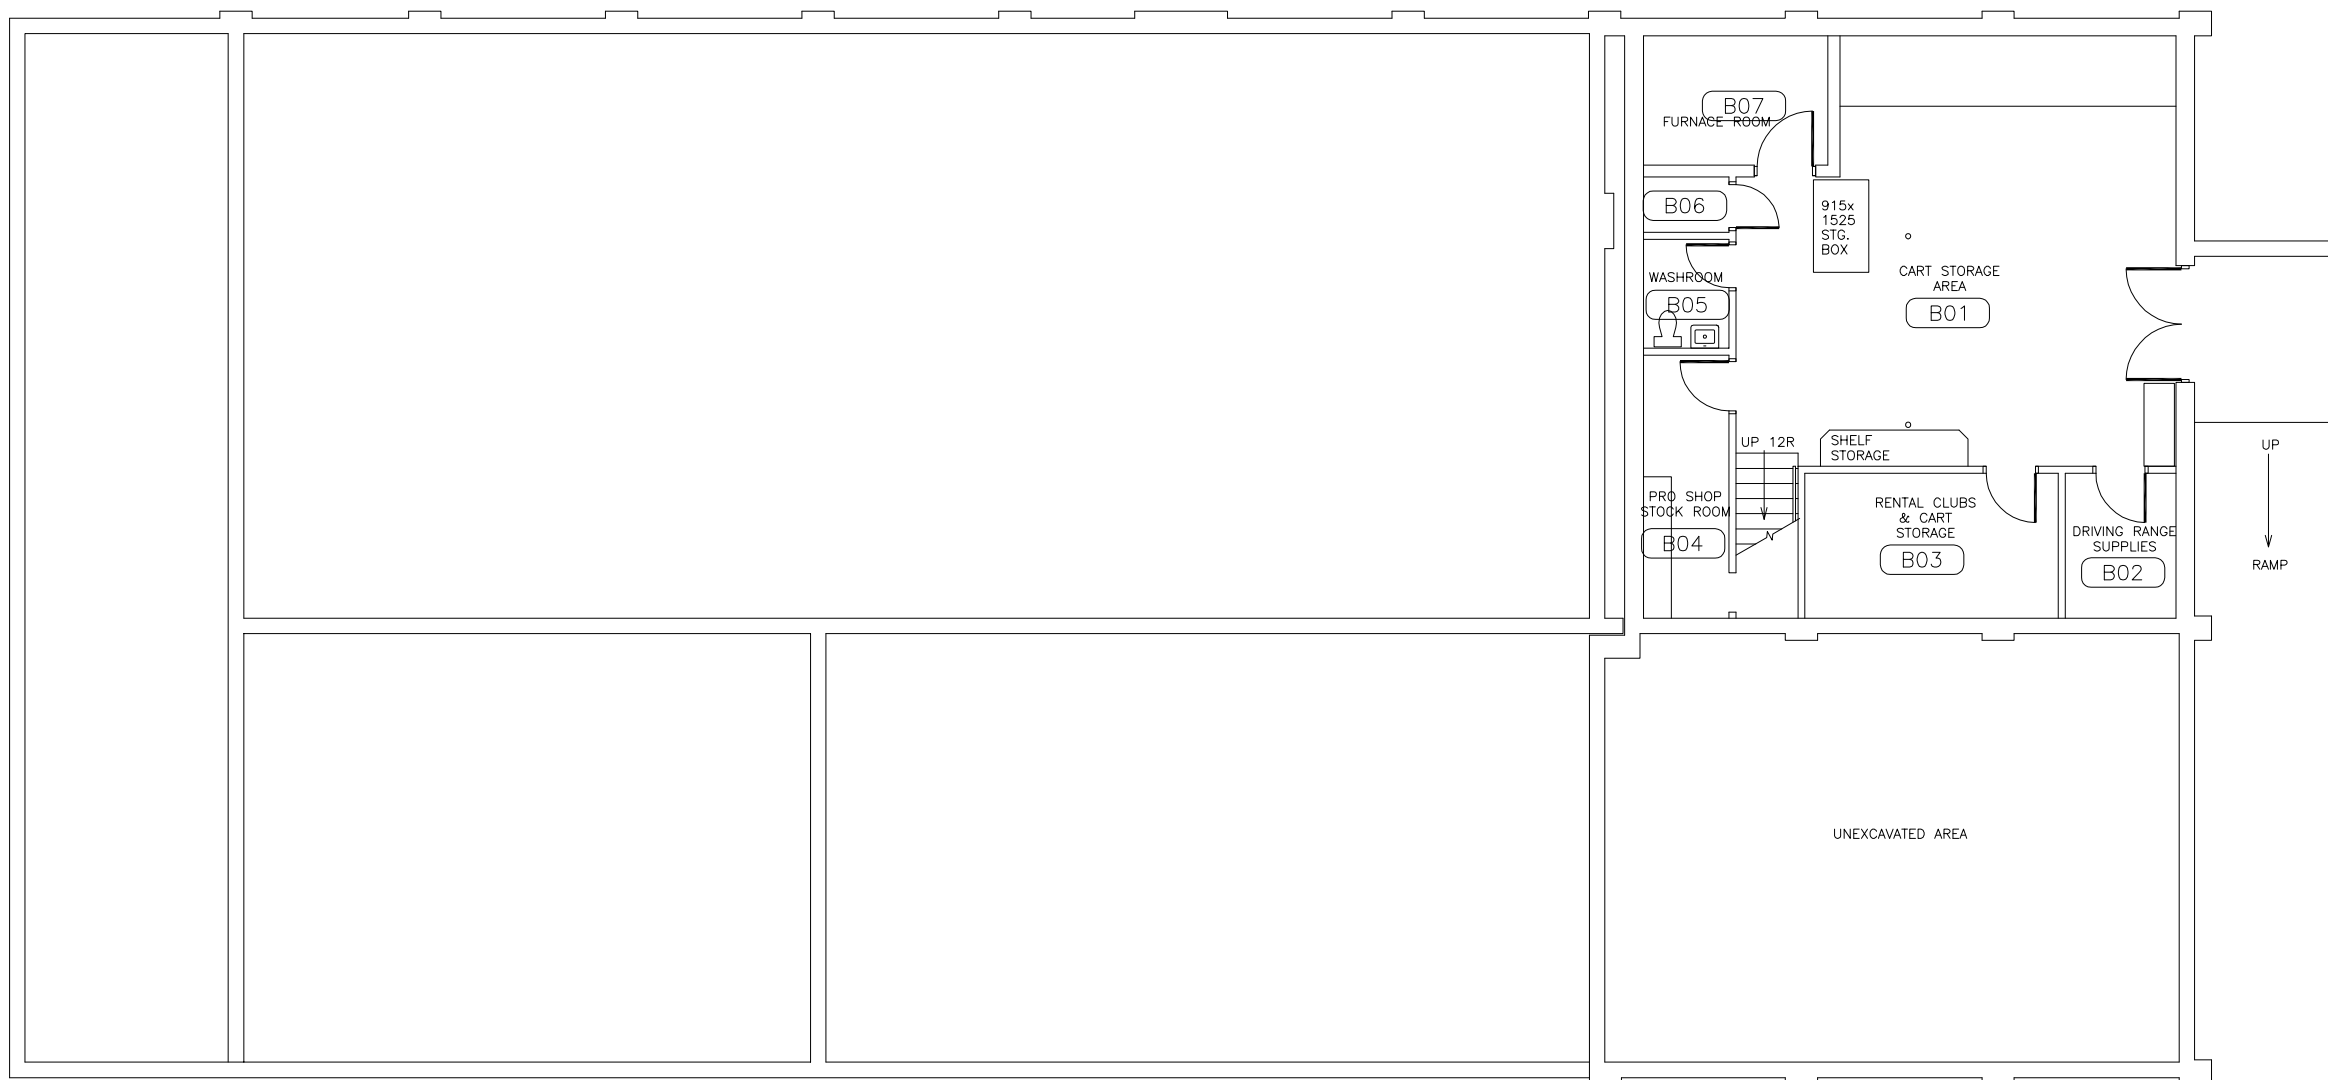 B07
FURNACE ROOM
B06
915x
1525
STG.
BOX
WASHROOM
B05
CART STORAGE
AREA
B01
UP 12R
SHELF
STORAGE
UP
RAMP
PRO SHOP
STOCK ROOM
B04
RENTAL CLUBS
& CART
STORAGE
B03
DRIVING RANGE
SUPPLIES
B02
UNEXCAVATED AREA